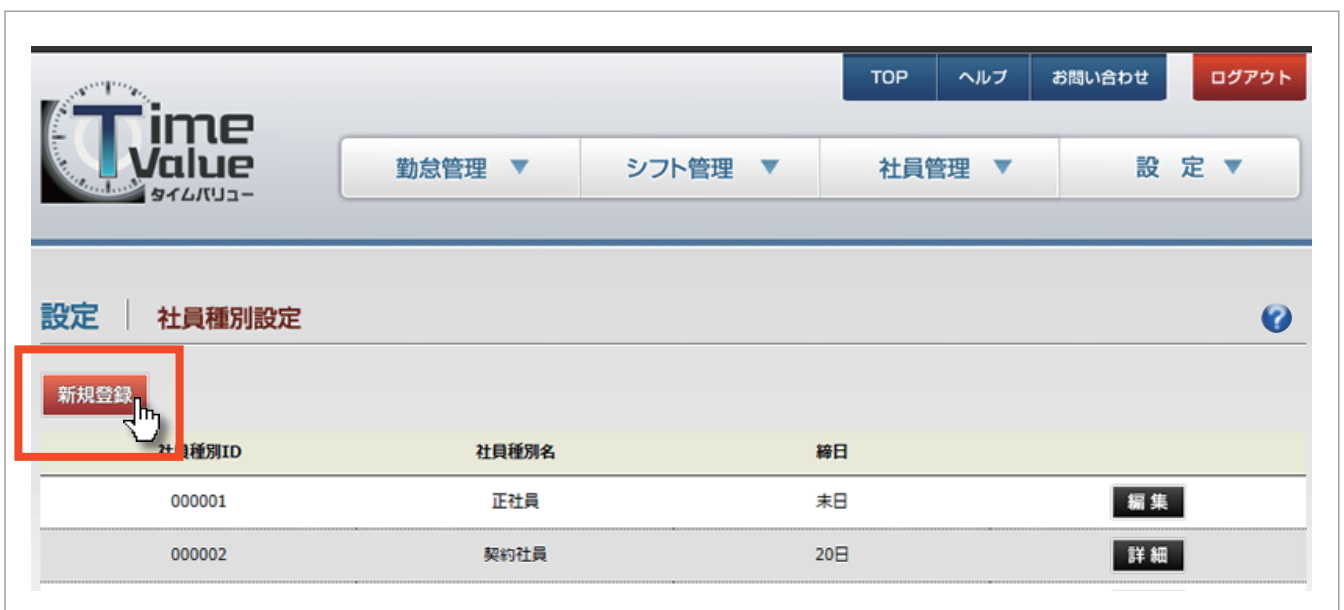 TOP ヘルプ お問い合わせ ログアウト
Time
Value
タイムバリュー
勤怠管理 ▼ シフト管理 ▼ 社員管理 ▼ 設 定 ▼
設定 社員種別設定 ?
新規登録
社員種別ID 社員種別名 締日
000001 正社員 末日 編集
000002 契約社員 20日 詳細